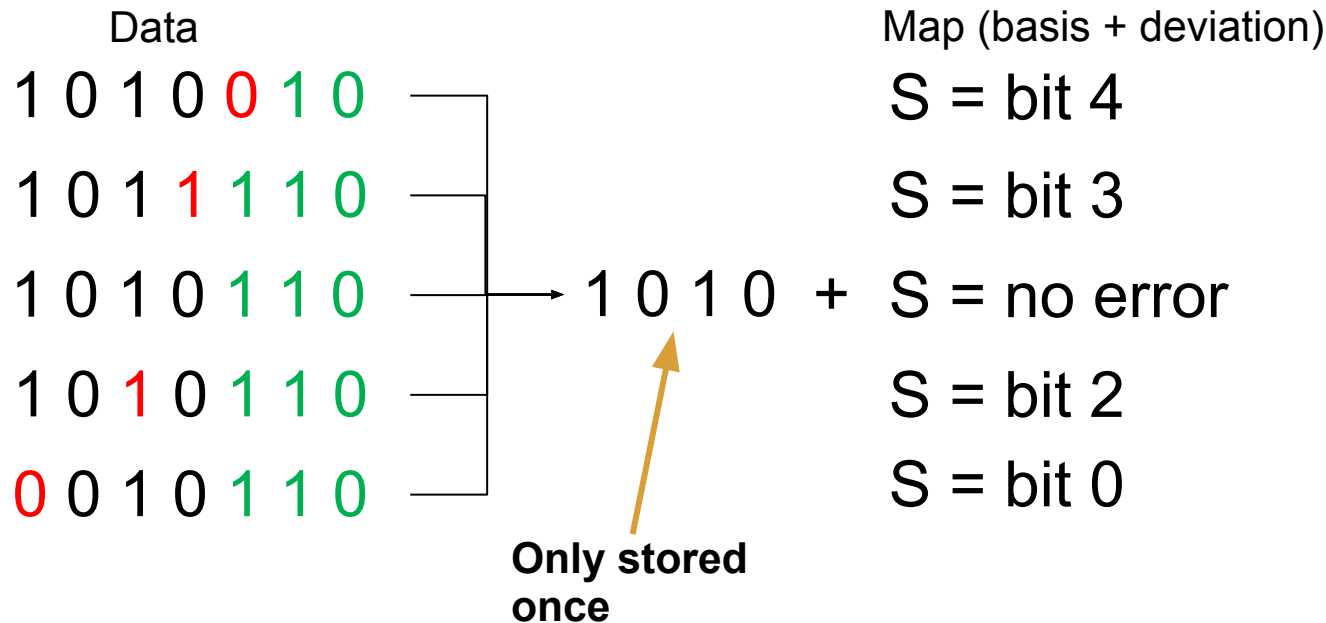 Data Map (basis + deviation)
1 0 1 0 0 1 0 S = bit 4
1 0 1 1 1 1 0 S = bit 3
1 0 1 0 1 1 0 1 0 1 0 + S = no error
1 0 1 0 1 1 0 S = bit 2
0 0 1 0 1 1 0 S = bit 0
Only stored
once